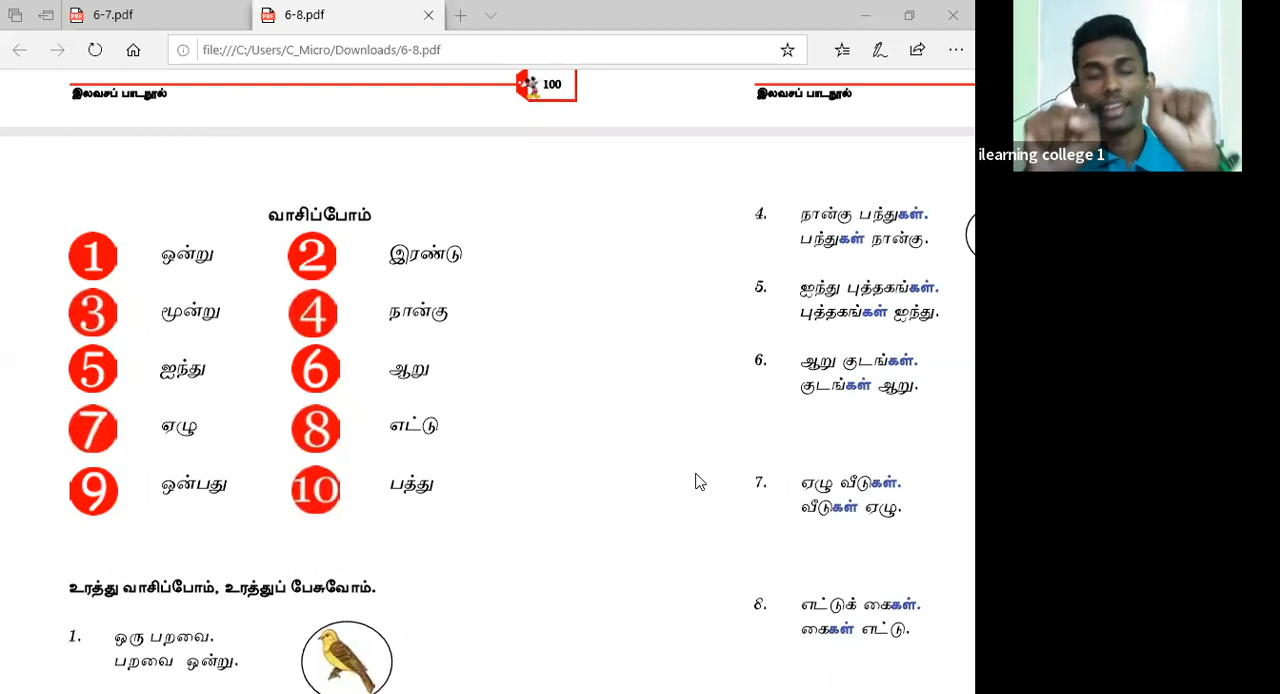 6-7.pdf
6-8.pdf
file:///C:/Users/C_Micro/Downloads/6-8.pdf
இலவசப் பாடநூல்
100
இலவசப் பாடநூல்
ilearning college 1
வாசிப்போம்
1 ஒன்று 2 இரண்டு
3 மூன்று 4 நான்கு
5 ஐந்து 6 ஆறு
7 ஏழு 8 எட்டு
9 ஒன்பது 10 பத்து
உரத்து வாசிப்போம், உரத்துப் பேசுவோம்.
1. ஒரு பறவை.
பறவை ஒன்று.
4. நான்கு பந்துகள்.
பந்துகள் நான்கு.
5. ஐந்து புத்தகங்கள்.
புத்தகங்கள் ஐந்து.
6. ஆறு குடங்கள்.
குடங்கள் ஆறு.
7. ஏழு வீடுகள்.
வீடுகள் ஏழு.
8. எட்டுக் கைகள்.
கைகள் எட்டு.